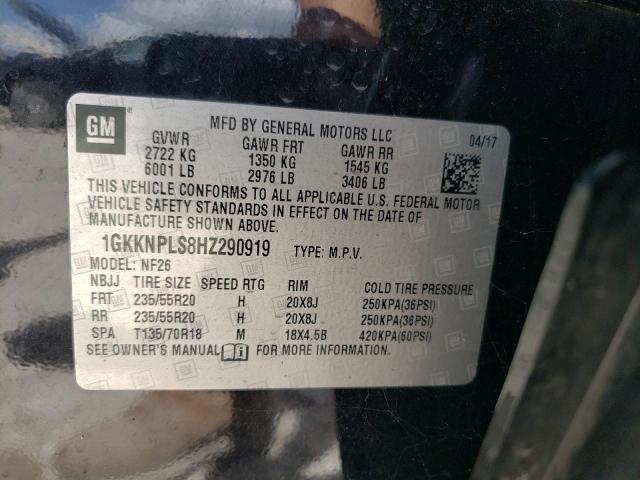 GM
MFD BY GENERAL MOTORS LLC 04/17
GVWR GAWR FRT GAWR RR
2722 KG 1350 KG 1545 KG
6001 LB 2976 LB 3406 LB
THIS VEHICLE CONFORMS TO ALL APPLICABLE U.S. FEDERAL MOTOR
VEHICLE SAFETY STANDARDS IN EFFECT ON THE DATE OF
MANUFACTURE SHOWN ABOVE.
1GKKNPLS8HZ290919 TYPE: M.P.V.
MODEL: NF26
NBJJ TIRE SIZE SPEED RTG RIM COLD TIRE PRESSURE
FRT 235/55R20 H 20X8J 250KPA(36PSI)
RR 235/55R20 H 20X8J 250KPA(36PSI)
SPA T135/70R18 M 18X4.5B 420KPA(60PSI)
SEE OWNER'S MANUAL FOR MORE INFORMATION.